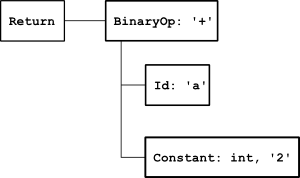 Return
BinaryOp: '+'
Id: 'a'
Constant: int, '2'